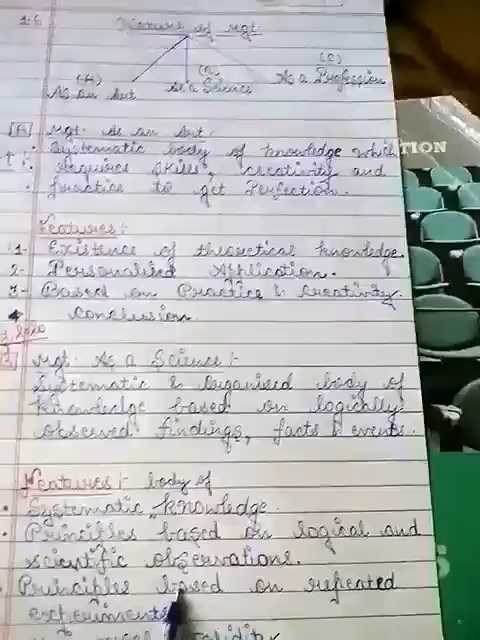 1.6
Nature of mgt.
(A) (B) (C)
As an Art As a Science As a Profession
[A] mgt. As an Art:-
Systematic body of knowledge which
requires skills, creativity and
practice to get Perfection.
Features:-
1- Existence of theoretical knowledge.
2- Personalised Application.
3- Based on Practice & Creativity.
Conclusion
mgt. As a Science:-
Systematic & organised body of
knowledge based on logically
observed findings, facts & events.
Features:- body of
Systematic knowledge.
Principles based on logical and
scientific observations.
Principles based on repeated
experiments
TION